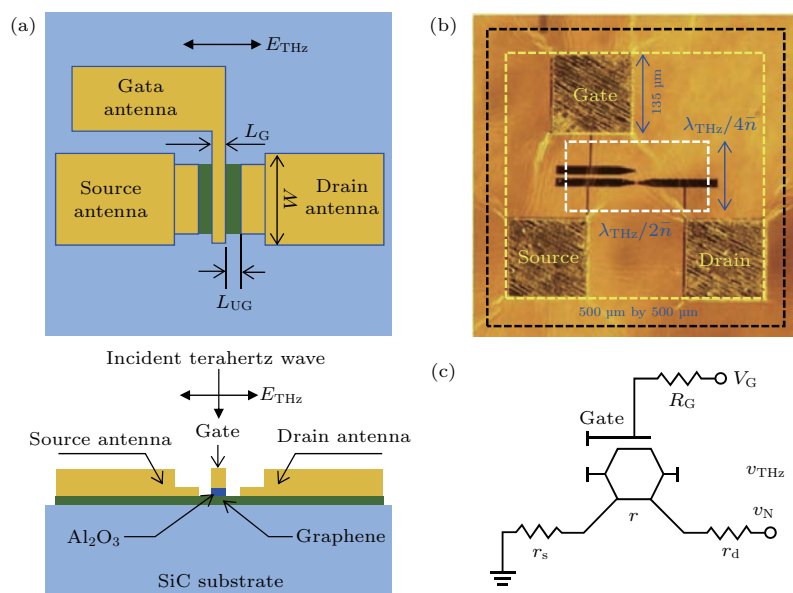 (a)
E_THz
Gata
antenna
L_G
Source
antenna
W
Drain
antenna
L_UG
Incident terahertz wave
E_THz
Gate
Source antenna
Drain antenna
Al₂O₃
Graphene
SiC substrate
(b)
Gate
135 μm
λ_THz/4n̄
λ_THz/2n̄
Source
Drain
500 μm by 500 μm
(c)
V_G
R_G
Gate
v_THz
r
v_N
r_s
r_d